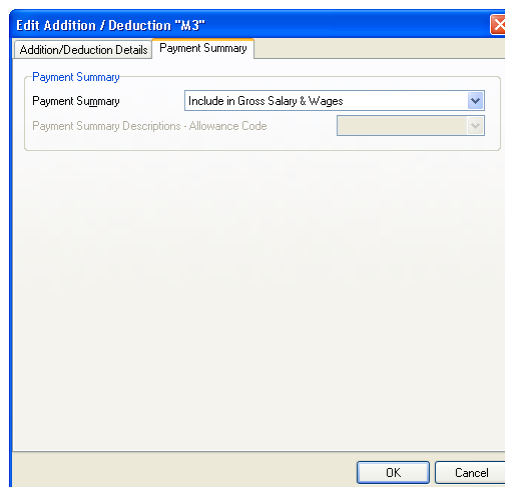 Edit Addition / Deduction "M3"
Addition/Deduction Details Payment Summary
Payment Summary
Payment Summary Include in Gross Salary & Wages
Payment Summary Descriptions - Allowance Code
OK Cancel